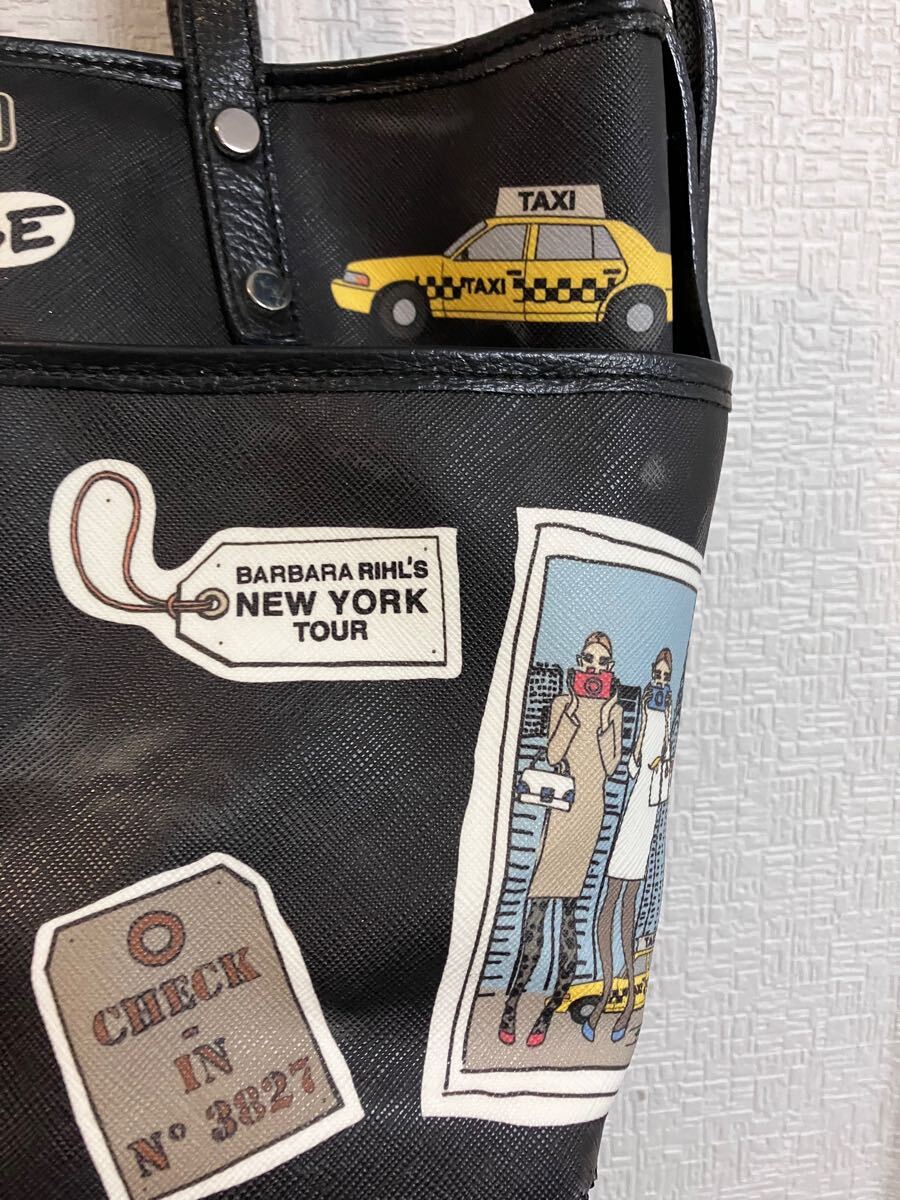 TAXI
TAXI
BARBARA RIHL'S
NEW YORK
TOUR
CHECK
-
IN
N° 3827